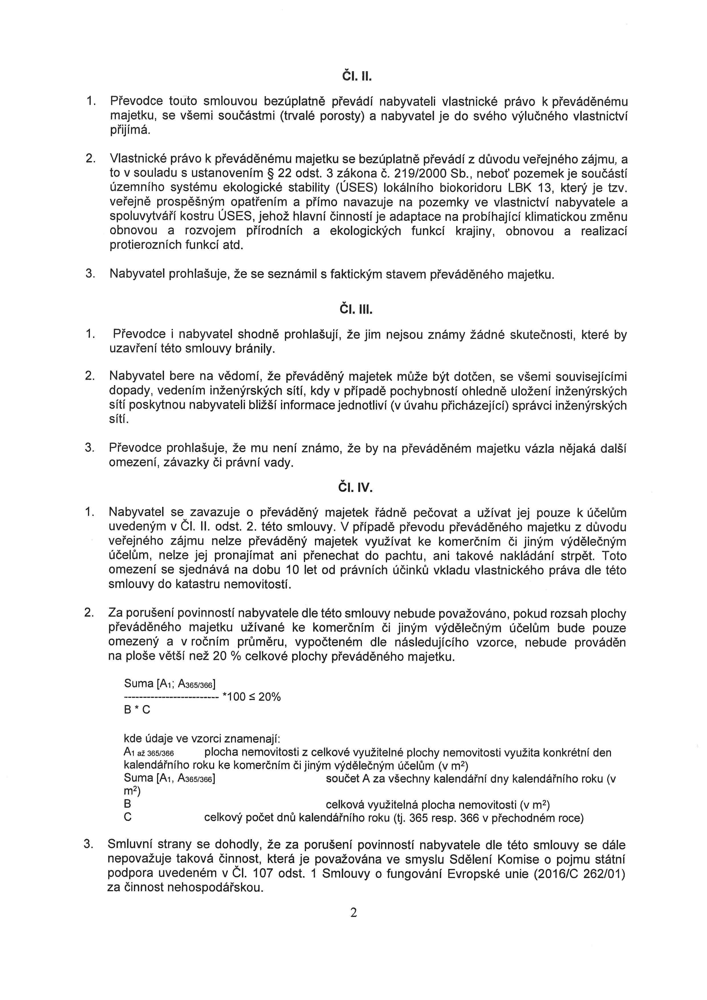 Čl. II.
1. Převodce touto smlouvou bezúplatně převádí nabyvateli vlastnické právo k převáděnému
majetku, se všemi součástmi (trvalé porosty) a nabyvatel je do svého výlučného vlastnictví
přijímá.
2. Vlastnické právo k převáděnému majetku se bezúplatně převádí z důvodu veřejného zájmu, a
to v souladu s ustanovením § 22 odst. 3 zákona č. 219/2000 Sb., neboť pozemek je součástí
územního systému ekologické stability (ÚSES) lokálního biokoridoru LBK 13, který je tzv.
veřejně prospěšným opatřením a přímo navazuje na pozemky ve vlastnictví nabyvatele a
spoluvytváří kostru ÚSES, jehož hlavní činností je adaptace na probíhající klimatickou změnu
obnovou a rozvojem přírodních a ekologických funkcí krajiny, obnovou a realizací
protierozních funkcí atd.
3. Nabyvatel prohlašuje, že se seznámil s faktickým stavem převáděného majetku.
Čl. III.
1. Převodce i nabyvatel shodně prohlašují, že jim nejsou známy žádné skutečnosti, které by
uzavření této smlouvy bránily.
2. Nabyvatel bere na vědomí, že převáděný majetek může být dotčen, se všemi souvisejícími
dopady, vedením inženýrských sítí, kdy v případě pochybností ohledně uložení inženýrských
sítí poskytnou nabyvateli bližší informace jednotliví (v úvahu přicházející) správci inženýrských
sítí.
3. Převodce prohlašuje, že mu není známo, že by na převáděném majetku vázla nějaká další
omezení, závazky či právní vady.
Čl. IV.
1. Nabyvatel se zavazuje o převáděný majetek řádně pečovat a užívat jej pouze k účelům
uvedeným v Čl. II. odst. 2. této smlouvy. V případě převodu převáděného majetku z důvodu
veřejného zájmu nelze převáděný majetek využívat ke komerčním či jiným výdělečným
účelům, nelze jej pronajímat ani přenechat do pachtu, ani takové nakládání strpět. Toto
omezení se sjednává na dobu 10 let od právních účinků vkladu vlastnického práva dle této
smlouvy do katastru nemovitostí.
2. Za porušení povinností nabyvatele dle této smlouvy nebude považováno, pokud rozsah plochy
převáděného majetku užívané ke komerčním či jiným výdělečným účelům bude pouze
omezený a v ročním průměru, vypočteném dle následujícího vzorce, nebude prováděn
na ploše větší než 20 % celkové plochy převáděného majetku.
Suma [A1; A365/366]
------------------------- *100 ≤ 20%
B * C
kde údaje ve vzorci znamenají:
A1 až 365/366 plocha nemovitosti z celkové využitelné plochy nemovitosti využita konkrétní den
kalendářního roku ke komerčním či jiným výdělečným účelům (v m²)
Suma [A1, A365/366] součet A za všechny kalendářní dny kalendářního roku (v
m²)
B celková využitelná plocha nemovitosti (v m²)
C celkový počet dnů kalendářního roku (tj. 365 resp. 366 v přechodném roce)
3. Smluvní strany se dohodly, že za porušení povinností nabyvatele dle této smlouvy se dále
nepovažuje taková činnost, která je považována ve smyslu Sdělení Komise o pojmu státní
podpora uvedeném v Čl. 107 odst. 1 Smlouvy o fungování Evropské unie (2016/C 262/01)
za činnost nehospodářskou.
2